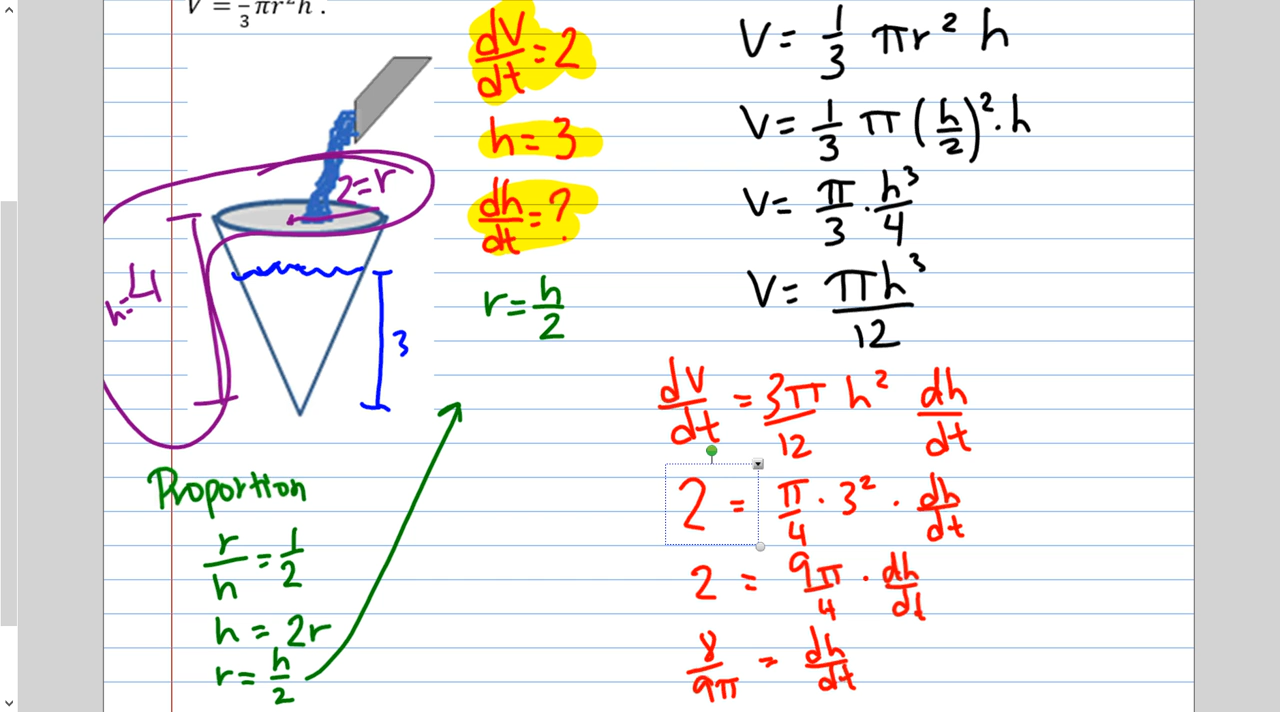 V = 1/3 πr²h .
dV/dt = 2
h = 3
dh/dt = ?
r = h/2
2 = r
h = 4
3
Proportion
r/h = 1/2
h = 2r
r = h/2
V = 1/3 πr² h
V = 1/3 π (h/2)² · h
V = π/3 · h³/4
V = πh³/12
dV/dt = 3π/12 h² dh/dt
2 = π/4 · 3² · dh/dt
2 = 9π/4 · dh/dt
8/9π = dh/dt